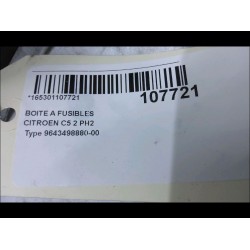 *165301107721
107721
BOITE A FUSIBLES
CITROEN C5 2 PH2
Type 9643498880-00